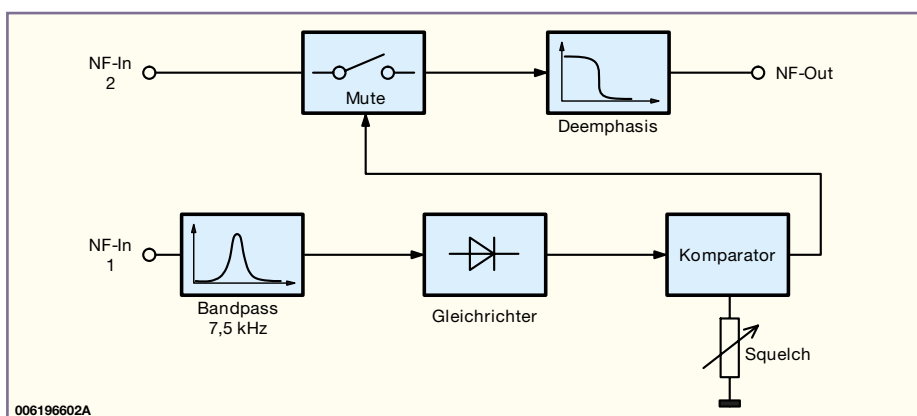 NF-In
2
Mute
Deemphasis
NF-Out
NF-In
1
Bandpass
7,5 kHz
Gleichrichter
Komparator
Squelch
006196602A